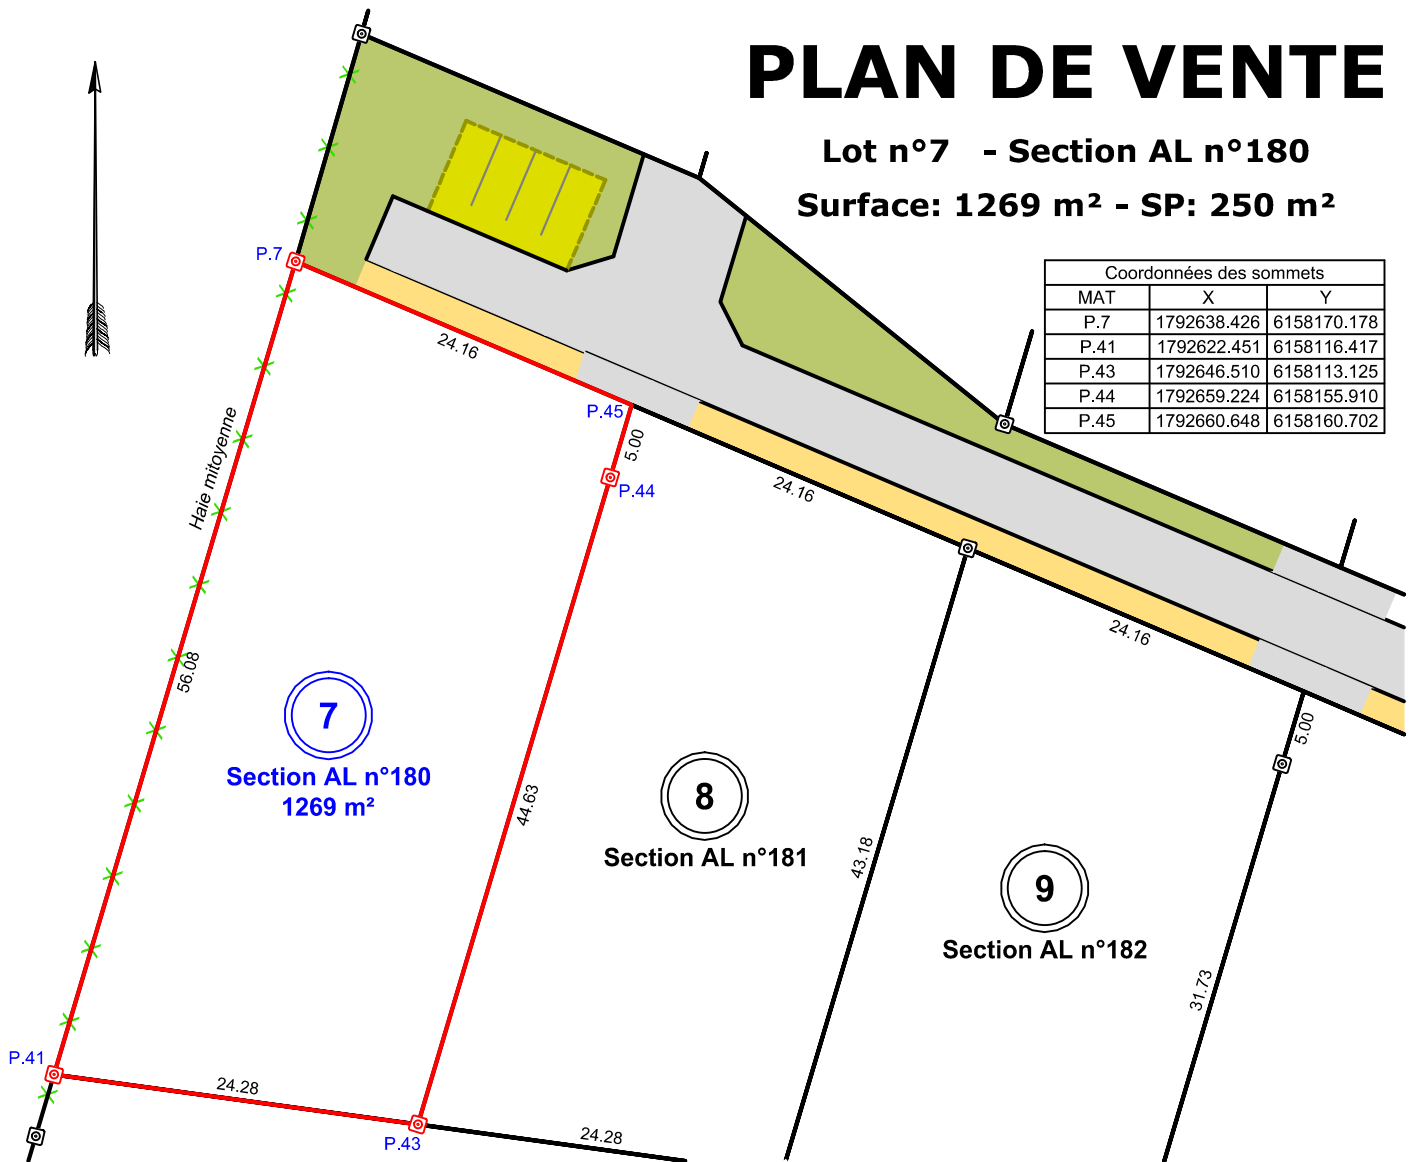 PLAN DE VENTE
Lot n°7 - Section AL n°180
Surface: 1269 m² - SP: 250 m²
Coordonnées des sommets
MAT X Y
P.7 1792638.426 6158170.178
P.41 1792622.451 6158116.417
P.43 1792646.510 6158113.125
P.44 1792659.224 6158155.910
P.45 1792660.648 6158160.702
P.7
24.16
P.45
5.00
P.44
24.16
Haie mitoyenne
24.16
56.08
7
Section AL n°180
1269 m²
5.00
44.63
8
Section AL n°181
43.18
9
Section AL n°182
31.73
P.41
24.28
P.43
24.28